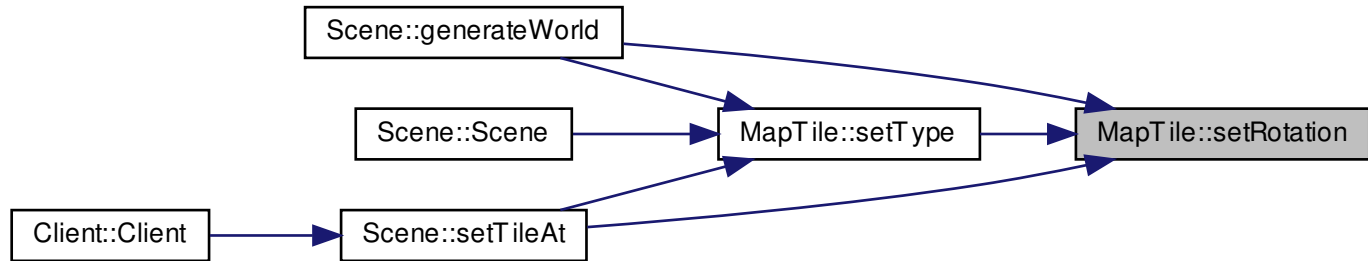 Scene::generateWorld
Scene::Scene
MapTile::setType
MapTile::setRotation
Client::Client
Scene::setTileAt